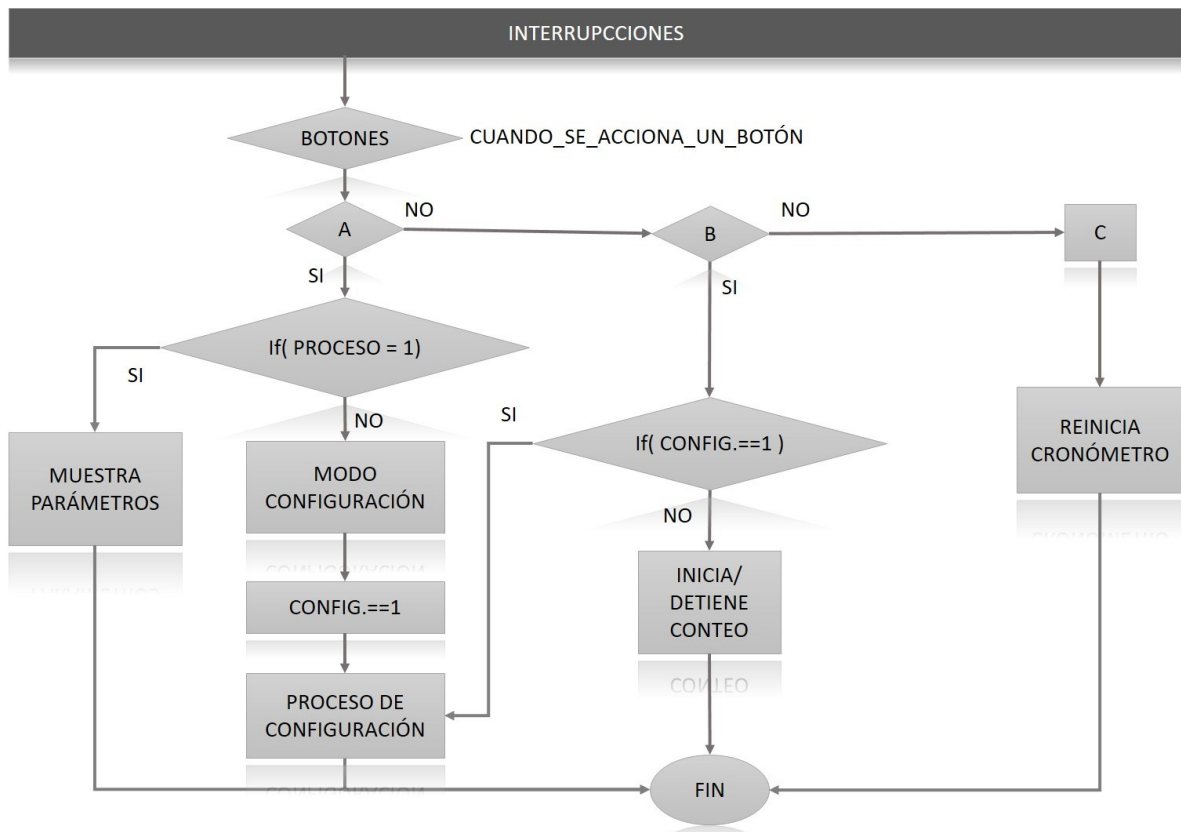 INTERRUPCCIONES
BOTONES
CUANDO_SE_ACCIONA_UN_BOTÓN
A
NO
B
NO
C
SI
SI
If( PROCESO = 1)
SI
NO
SI
If( CONFIG.==1 )
REINICIA
CRONÓMETRO
MUESTRA
PARÁMETROS
MODO
CONFIGURACIÓN
NO
INICIA/
DETIENE
CONTEO
CONFIG.==1
PROCESO DE
CONFIGURACIÓN
FIN